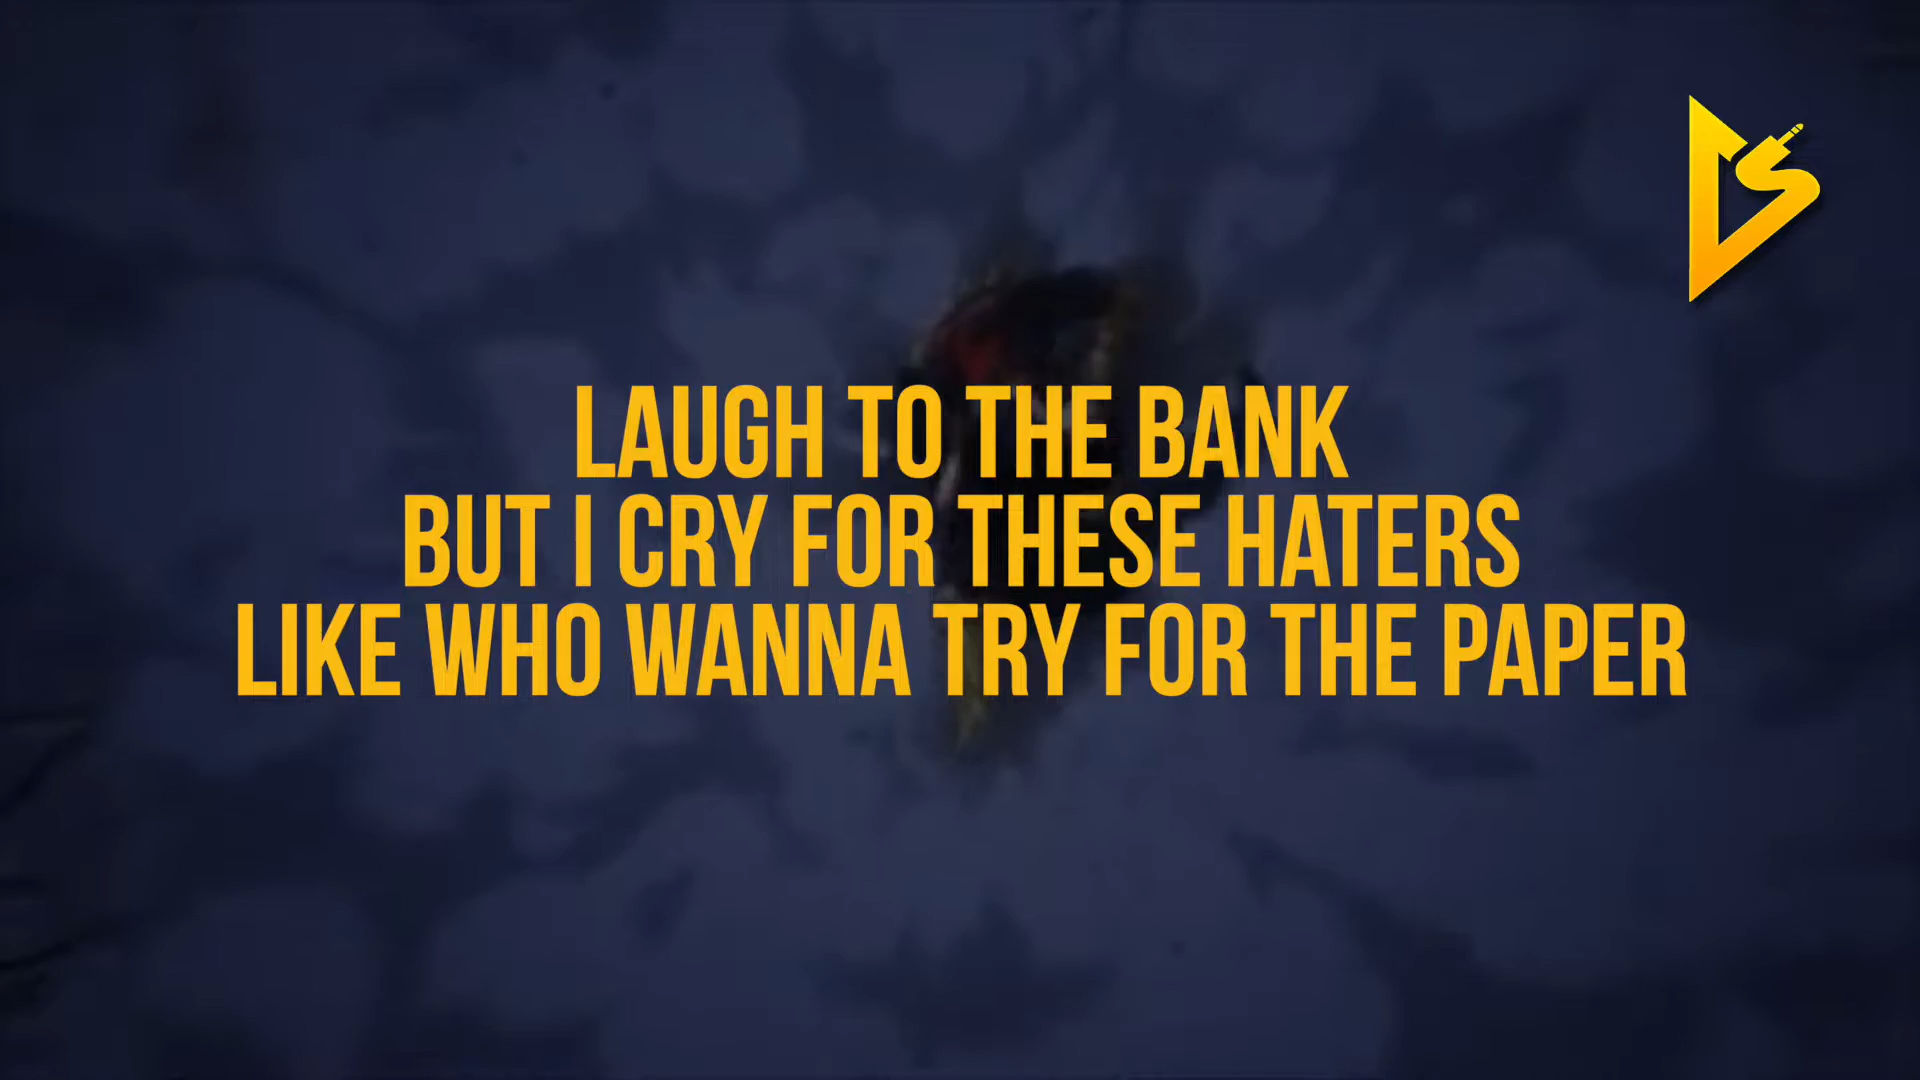 LAUGH TO THE BANK
BUT I CRY FOR THESE HATERS
LIKE WHO WANNA TRY FOR THE PAPER